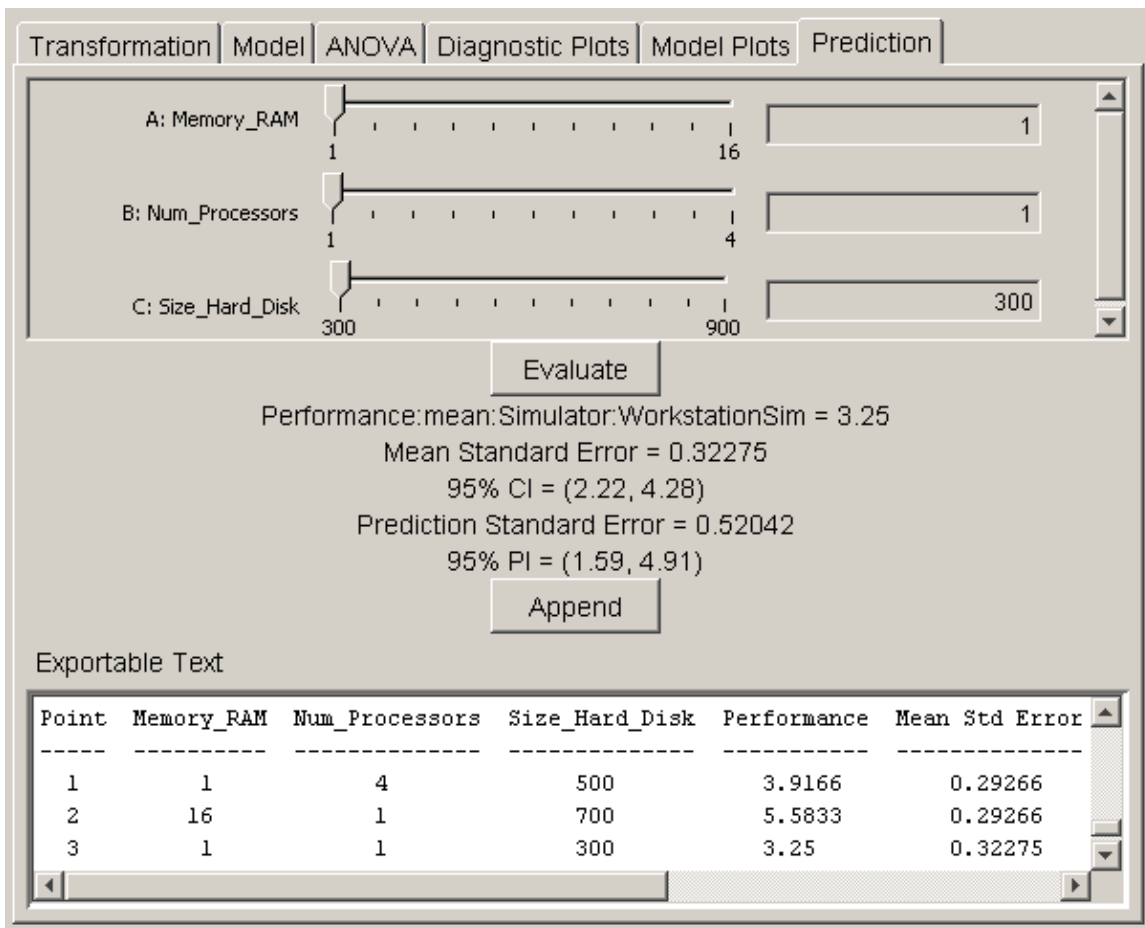 Transformation Model ANOVA Diagnostic Plots Model Plots Prediction
A: Memory_RAM 1
1 16
B: Num_Processors 1
1 4
C: Size_Hard_Disk 300
300 900
Evaluate
Performance:mean:Simulator:WorkstationSim = 3.25
Mean Standard Error = 0.32275
95% CI = (2.22, 4.28)
Prediction Standard Error = 0.52042
95% PI = (1.59, 4.91)
Append
Exportable Text
Point Memory_RAM Num_Processors Size_Hard_Disk Performance Mean Std Error
----- ---------- -------------- -------------- ----------- --------------
1 1 4 500 3.9166 0.29266
2 16 1 700 5.5833 0.29266
3 1 1 300 3.25 0.32275